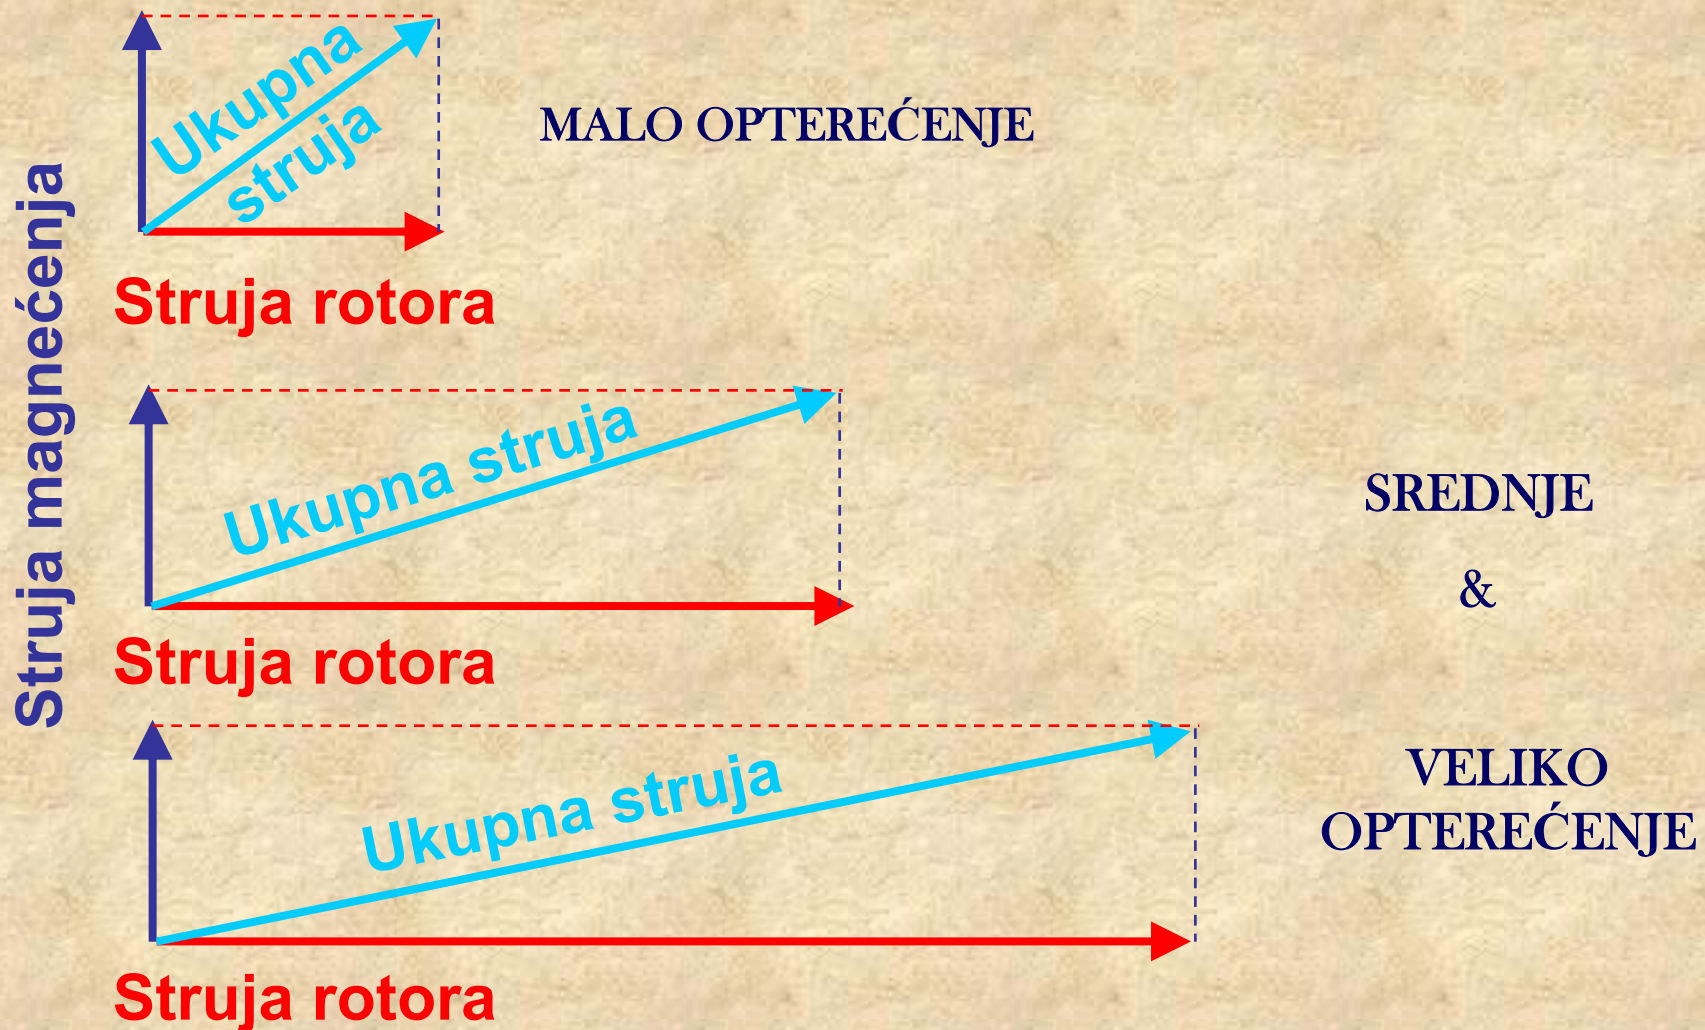 Struja magnećenja
Ukupna
struja
MALO OPTEREĆENJE
Struja rotora
Ukupna struja
SREDNJE
&
Struja rotora
Ukupna struja
VELIKO
OPTEREĆENJE
Struja rotora